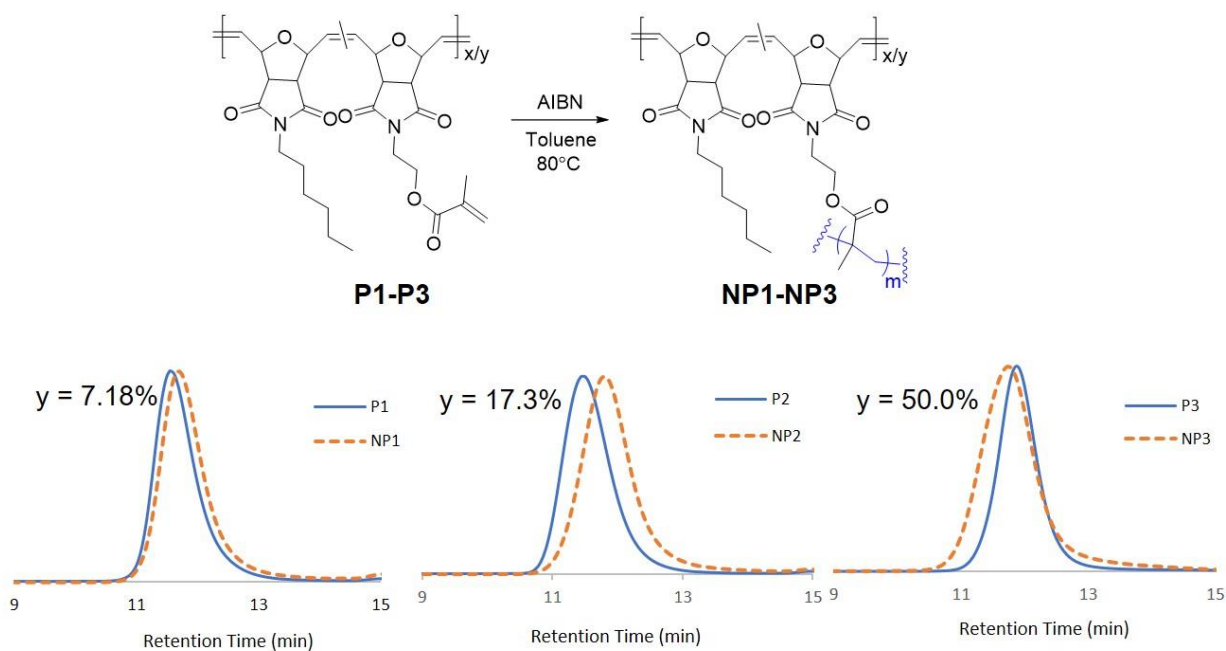 O
O
x/y
O
N
O
O
N
O
O
O
AIBN
Toluene
80°C
O
O
x/y
O
N
O
O
N
O
O
O
m
P1-P3
NP1-NP3
y = 7.18%
P1
NP1
9
11
13
15
Retention Time (min)
y = 17.3%
P2
NP2
9
11
13
15
Retention Time (min)
y = 50.0%
P3
NP3
9
11
13
15
Retention Time (min)